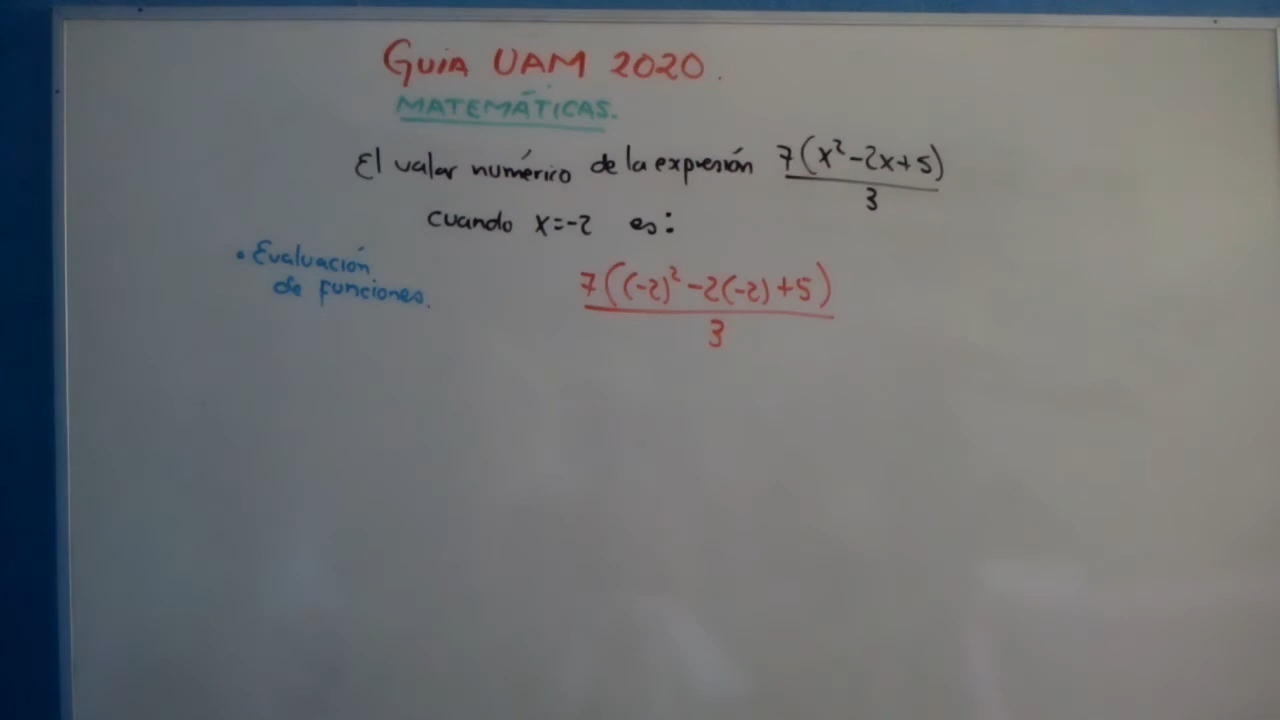 Guia UAM 2020.
MATEMÁTICAS.
El valar numérico de la expresión 7(x²-2x+5)
3
cuando x=-2 es:
• Evaluación
de funciones.
7((-2)²-2(-2)+5)
3